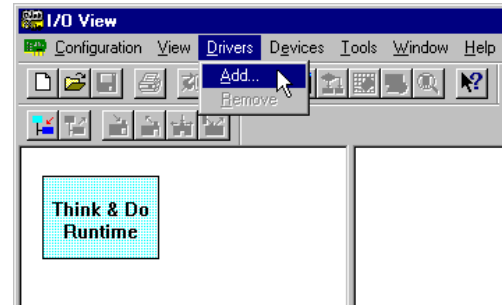 I/O View
Configuration View Drivers Devices Tools Window Help
Add...
Remove
Think & Do
Runtime